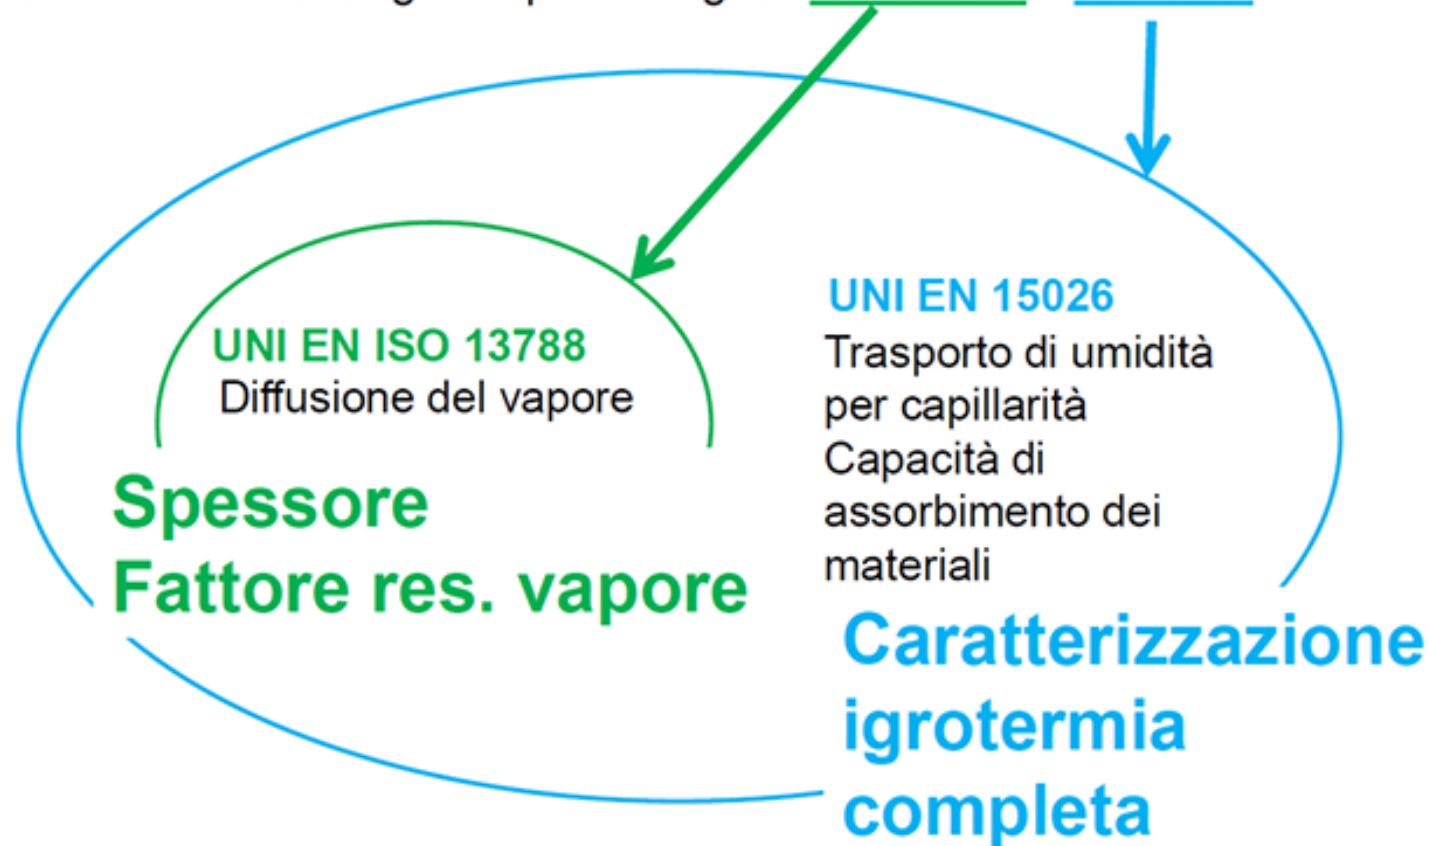 UNI EN ISO 13788
Diffusione del vapore
Spessore
Fattore res. vapore
UNI EN 15026
Trasporto di umidità
per capillarità
Capacità di
assorbimento dei
materiali
Caratterizzazione
igrotermia
completa